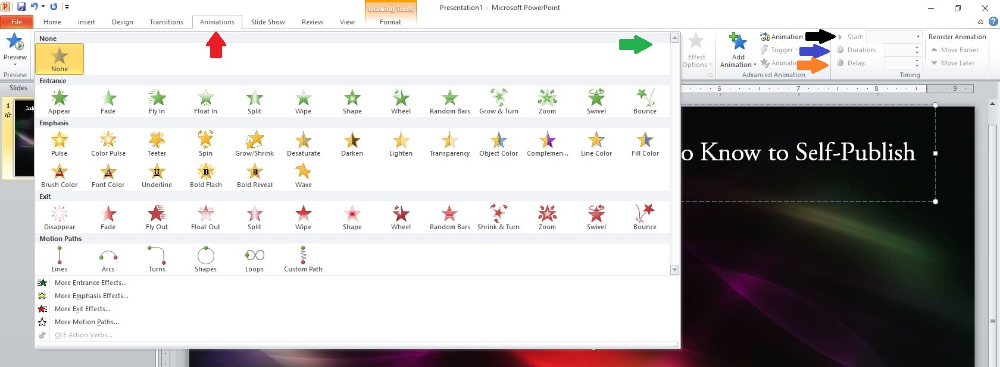 Presentation1 - Microsoft PowerPoint
Drawing Tools
File Home Insert Design Transitions Animations Slide Show Review View Format
Preview
Preview
None
None
Entrance
Appear Fade Fly In Float In Split Wipe Shape Wheel Random Bars Grow & Turn Zoom Swivel Bounce
Emphasis
Pulse Color Pulse Teeter Spin Grow/Shrink Desaturate Darken Lighten Transparency Object Color Complemen... Line Color Fill Color
Brush Color Font Color Underline Bold Flash Bold Reveal Wave
Exit
Disappear Fade Fly Out Float Out Split Wipe Shape Wheel Random Bars Shrink & Turn Zoom Swivel Bounce
Motion Paths
Lines Arcs Turns Shapes Loops Custom Path
More Entrance Effects...
More Emphasis Effects...
More Exit Effects...
More Motion Paths...
OLE Action Verbs...
Effect
Options
Add
Animation
Animation
Trigger
Advanced Animation
Start:
Duration:
Delay:
Timing
Reorder Animation
Move Earlier
Move Later
Slides
1
6 7 8 9
o Know to Self-Publish